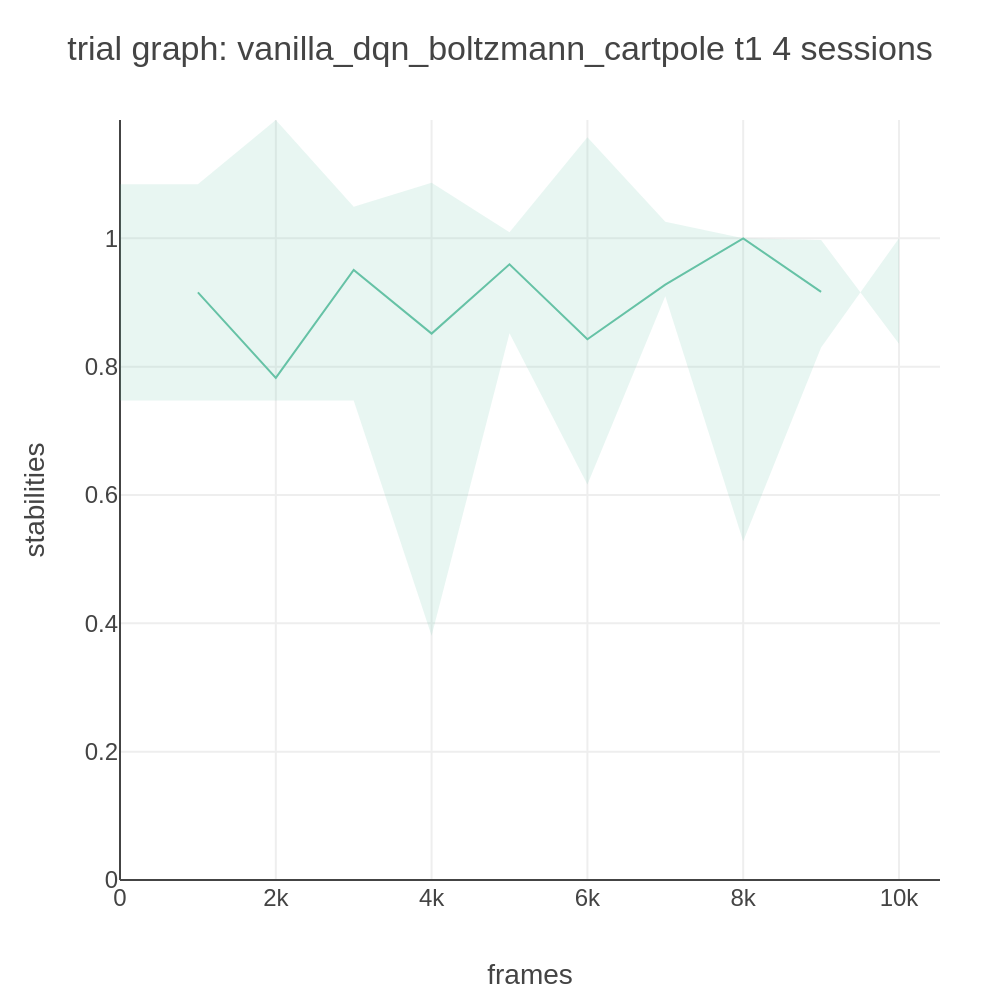 trial graph: vanilla_dqn_boltzmann_cartpole t1 4 sessions
stabilities
1
0.8
0.6
0.4
0.2
0
0 2k 4k 6k 8k 10k
frames